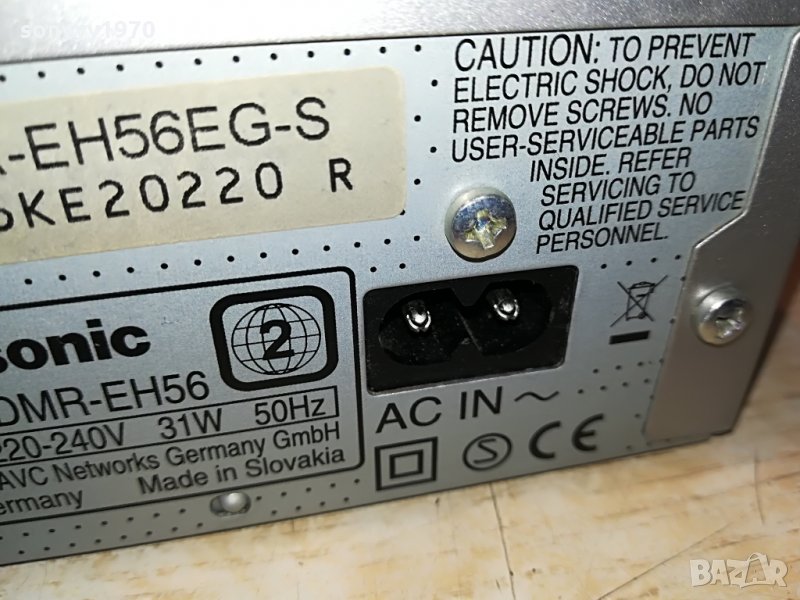 sorcoy1970
CAUTION: TO PREVENT
ELECTRIC SHOCK, DO NOT
REMOVE SCREWS. NO
USER-SERVICEABLE PARTS
INSIDE. REFER
SERVICING TO
QUALIFIED SERVICE
PERSONNEL.
-EH56EG-S
KE20220 R
sonic
2
DMR-EH56
220-240V 31W 50Hz
AVC Networks Germany GmbH
ermany Made in Slovakia
AC IN ~
S CE
BAZAR